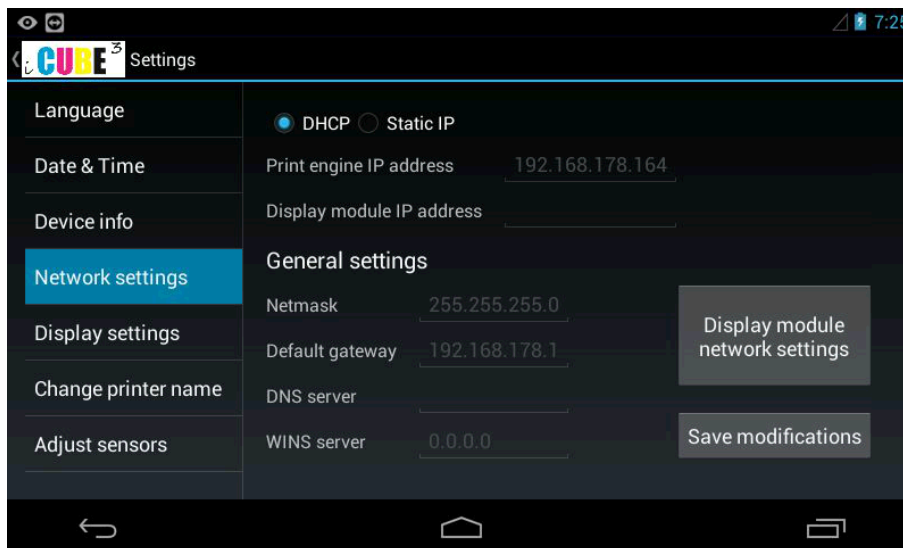 7:25
iCUBE3 Settings
Language
Date & Time
Device info
Network settings
Display settings
Change printer name
Adjust sensors
DHCP Static IP
Print engine IP address 192.168.178.164
Display module IP address
General settings
Netmask 255.255.255.0
Default gateway 192.168.178.1
DNS server
WINS server 0.0.0.0
Display module
network settings
Save modifications